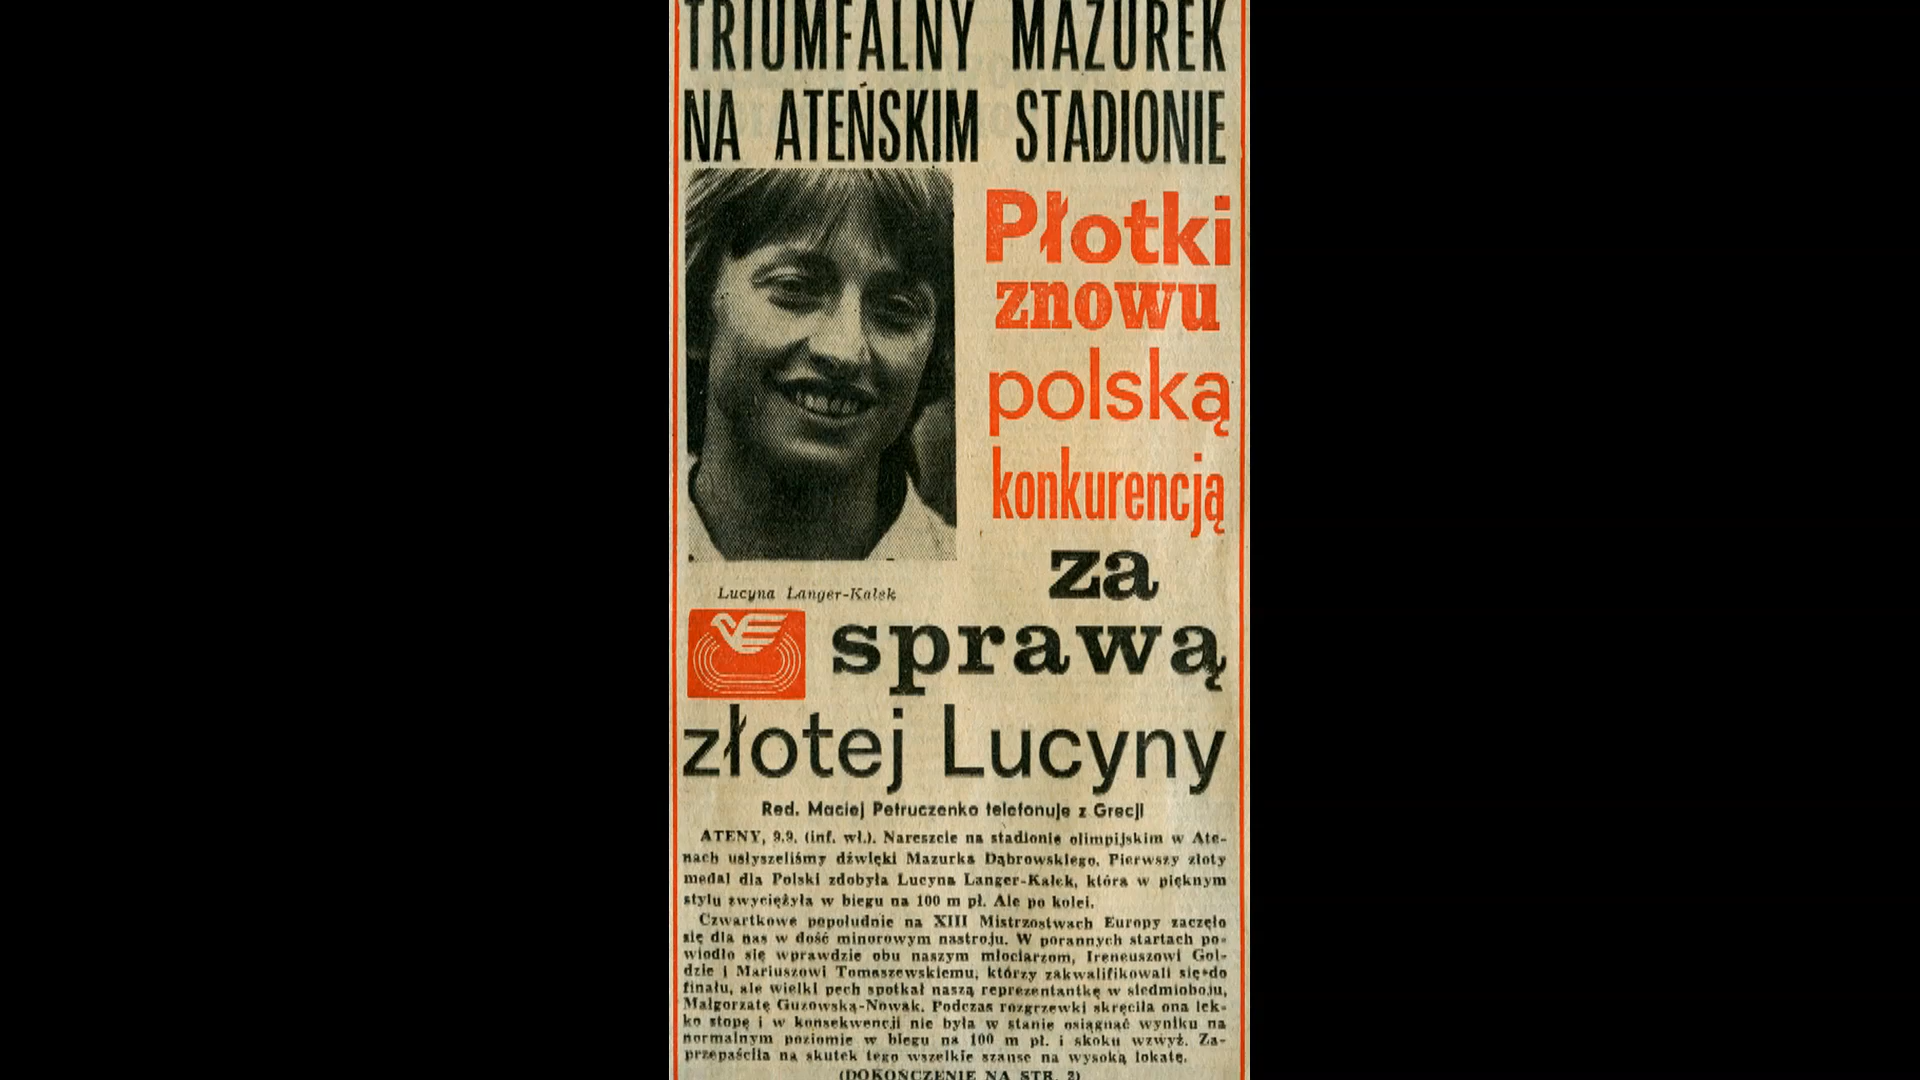 TRIUMFALNY MAZUREK
NA ATEŃSKIM STADIONIE
Płotki
znowu
polską
konkurencją
za
sprawą
złotej Lucyny
Lucyna Langer-Kałek
Red. Maciej Petruczenko telefonuje z Grecji
ATENY, 9.9. (inf. wł.). Nareszcie na stadionie olimpijskim w Ate-
nach usłyszeliśmy dźwięki Mazurka Dąbrowskiego. Pierwszy złoty
medal dla Polski zdobyła Lucyna Langer-Kałek, która w pięknym
stylu zwyciężyła w biegu na 100 m pł. Ale po kolei.
Czwartkowe popołudnie na XIII Mistrzostwach Europy zaczęło
się dla nas w dość minorowym nastroju. W porannych startach po-
wiodło się wprawdzie obu naszym młociarzom, Ireneuszowi Gol-
dzie i Mariuszowi Tomaszewskiemu, którzy zakwalifikowali się do
finału, ale wielki pech spotkał naszą reprezentantkę w siedmioboju,
Małgorzatę Guzowską-Nowak. Podczas rozgrzewki skręciła ona lek-
ko stopę i w konsekwencji nie była w stanie osiągnąć wyniku na
normalnym poziomie w biegu na 100 m pł. i skoku wzwyż. Za-
przepaściła na skutek tego wszelkie szanse na wysoką lokatę.
(DOKOŃCZENIE NA STR. 2)